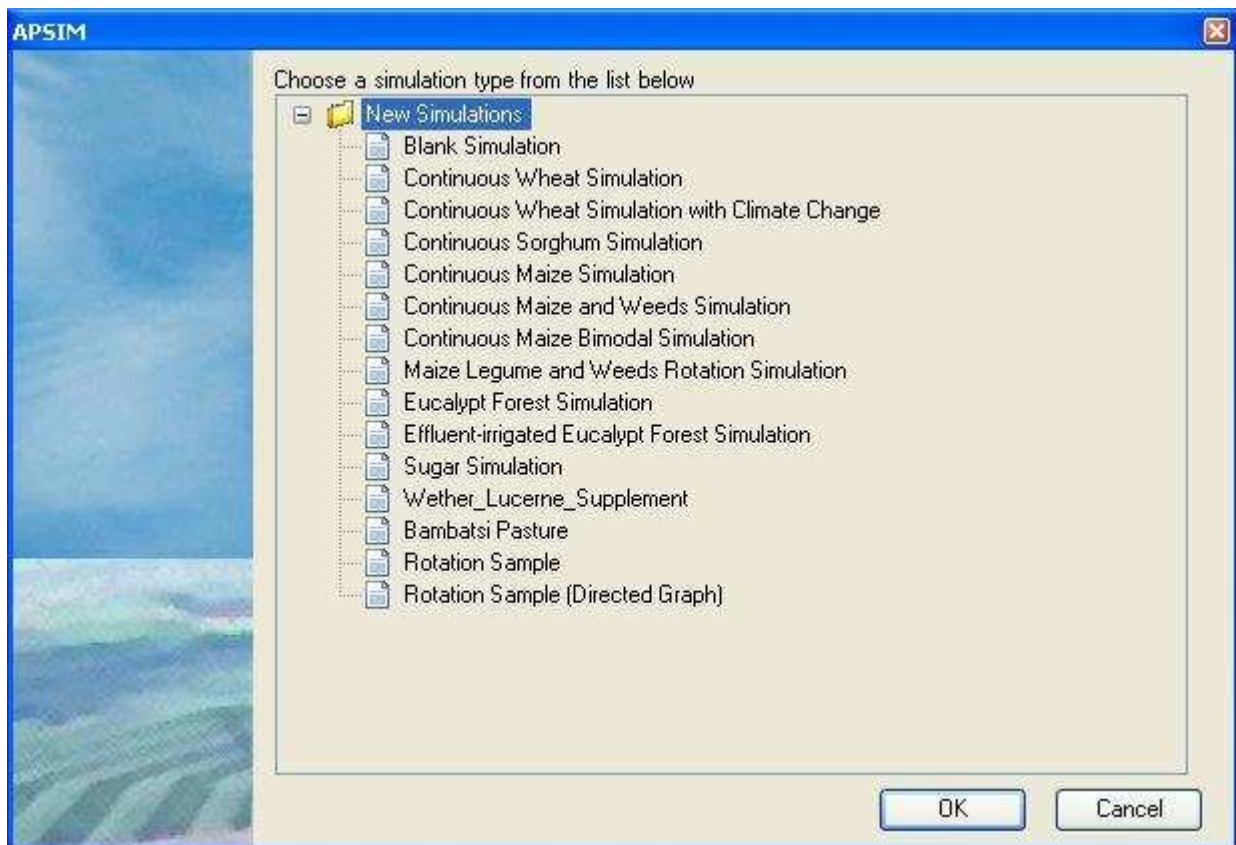 APSIM
Choose a simulation type from the list below
New Simulations
Blank Simulation
Continuous Wheat Simulation
Continuous Wheat Simulation with Climate Change
Continuous Sorghum Simulation
Continuous Maize Simulation
Continuous Maize and Weeds Simulation
Continuous Maize Bimodal Simulation
Maize Legume and Weeds Rotation Simulation
Eucalypt Forest Simulation
Effluent-irrigated Eucalypt Forest Simulation
Sugar Simulation
Wether_Lucerne_Supplement
Bambatsi Pasture
Rotation Sample
Rotation Sample (Directed Graph)
OK Cancel